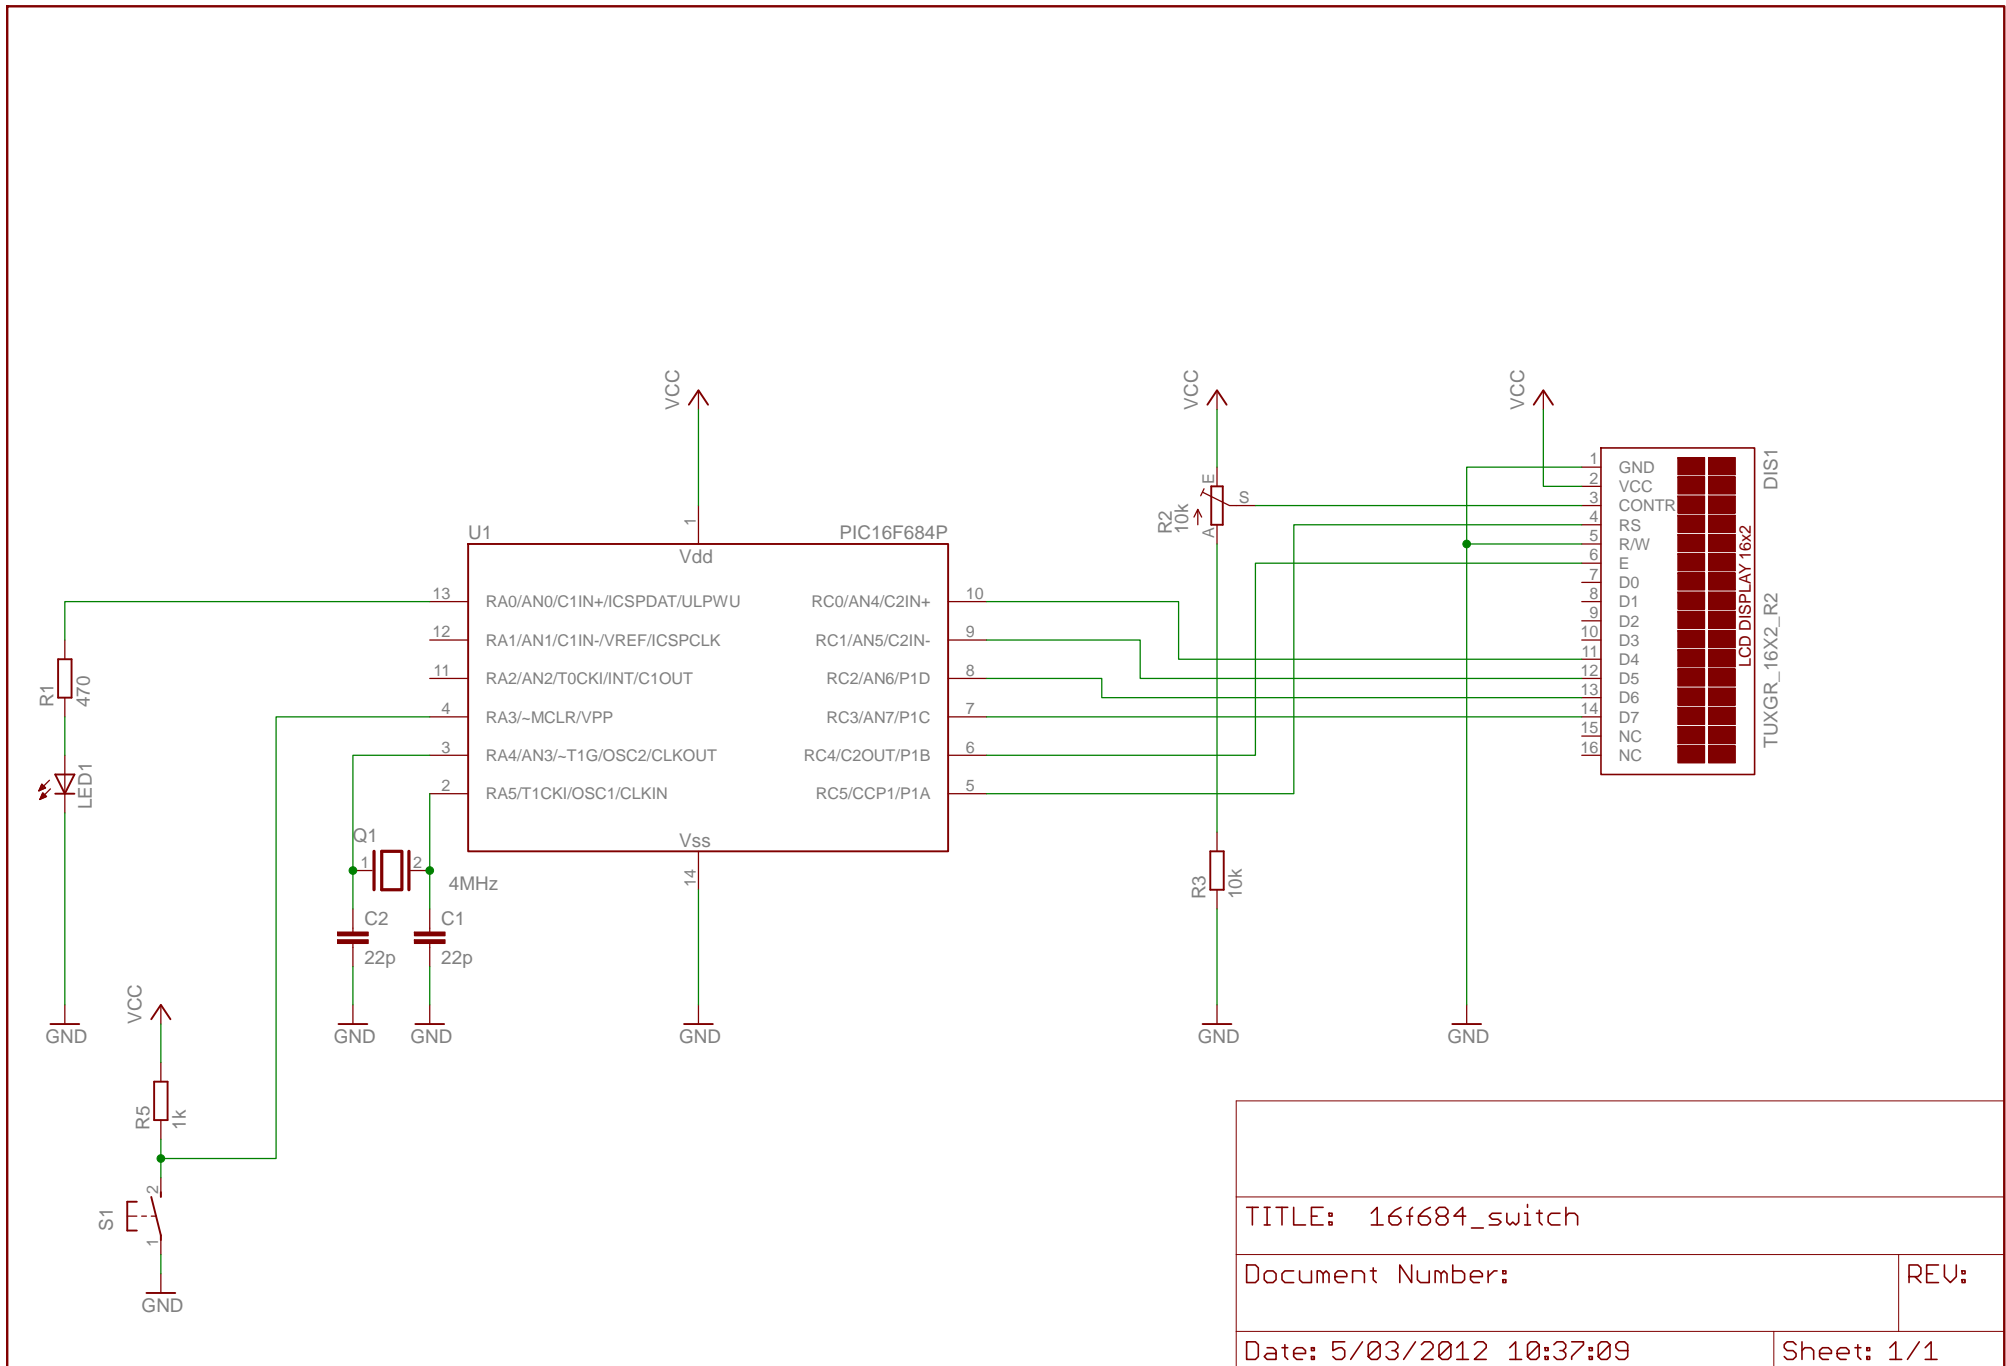 VCC
VCC
VCC
U1
PIC16F684P
1
Vdd
13 RA0/AN0/C1IN+/ICSPDAT/ULPWU
12 RA1/AN1/C1IN-/VREF/ICSPCLK
11 RA2/AN2/T0CKI/INT/C1OUT
4 RA3/~MCLR/VPP
3 RA4/AN3/~T1G/OSC2/CLKOUT
2 RA5/T1CKI/OSC1/CLKIN
RC0/AN4/C2IN+ 10
RC1/AN5/C2IN- 9
RC2/AN6/P1D 8
RC3/AN7/P1C 7
RC4/C2OUT/P1B 6
RC5/CCP1/P1A 5
Vss
14
GND
R1
470
LED1
GND
Q1
1 2
4MHz
C2
22p
GND
C1
22p
GND
VCC
R5
1k
S1
2
1
GND
R2
10k
E
S
A
R3
10k
GND
GND
DIS1
1 GND
2 VCC
3 CONTR
4 RS
5 R/W
6 E
7 D0
8 D1
9 D2
10 D3
11 D4
12 D5
13 D6
14 D7
15 NC
16 NC
LCD DISPLAY 16x2
TUXGR_16X2_R2
TITLE: 16f684_switch
Document Number:
REV:
Date: 5/03/2012 10:37:09
Sheet: 1/1